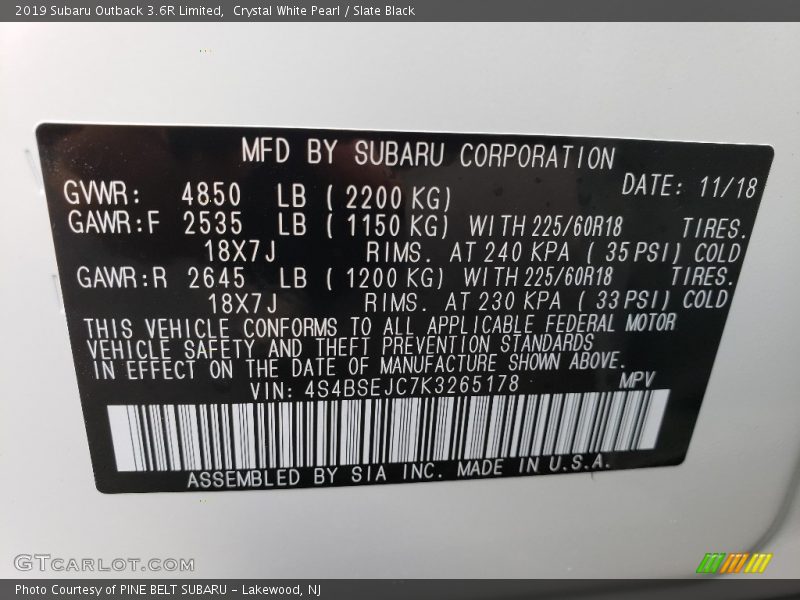 2019 Subaru Outback 3.6R Limited, Crystal White Pearl / Slate Black
MFD BY SUBARU CORPORATION
GVWR: 4850 LB ( 2200 KG) DATE: 11/18
GAWR:F 2535 LB ( 1150 KG) WITH 225/60R18 TIRES.
18X7J RIMS. AT 240 KPA ( 35 PSI) COLD
GAWR:R 2645 LB ( 1200 KG) WITH 225/60R18 TIRES.
18X7J RIMS. AT 230 KPA ( 33 PSI) COLD
THIS VEHICLE CONFORMS TO ALL APPLICABLE FEDERAL MOTOR
VEHICLE SAFETY AND THEFT PREVENTION STANDARDS
IN EFFECT ON THE DATE OF MANUFACTURE SHOWN ABOVE.
VIN: 4S4BSEJC7K3265178 MPV
ASSEMBLED BY SIA INC. MADE IN U.S.A.
GTCARLOT.COM
Photo Courtesy of PINE BELT SUBARU - Lakewood, NJ